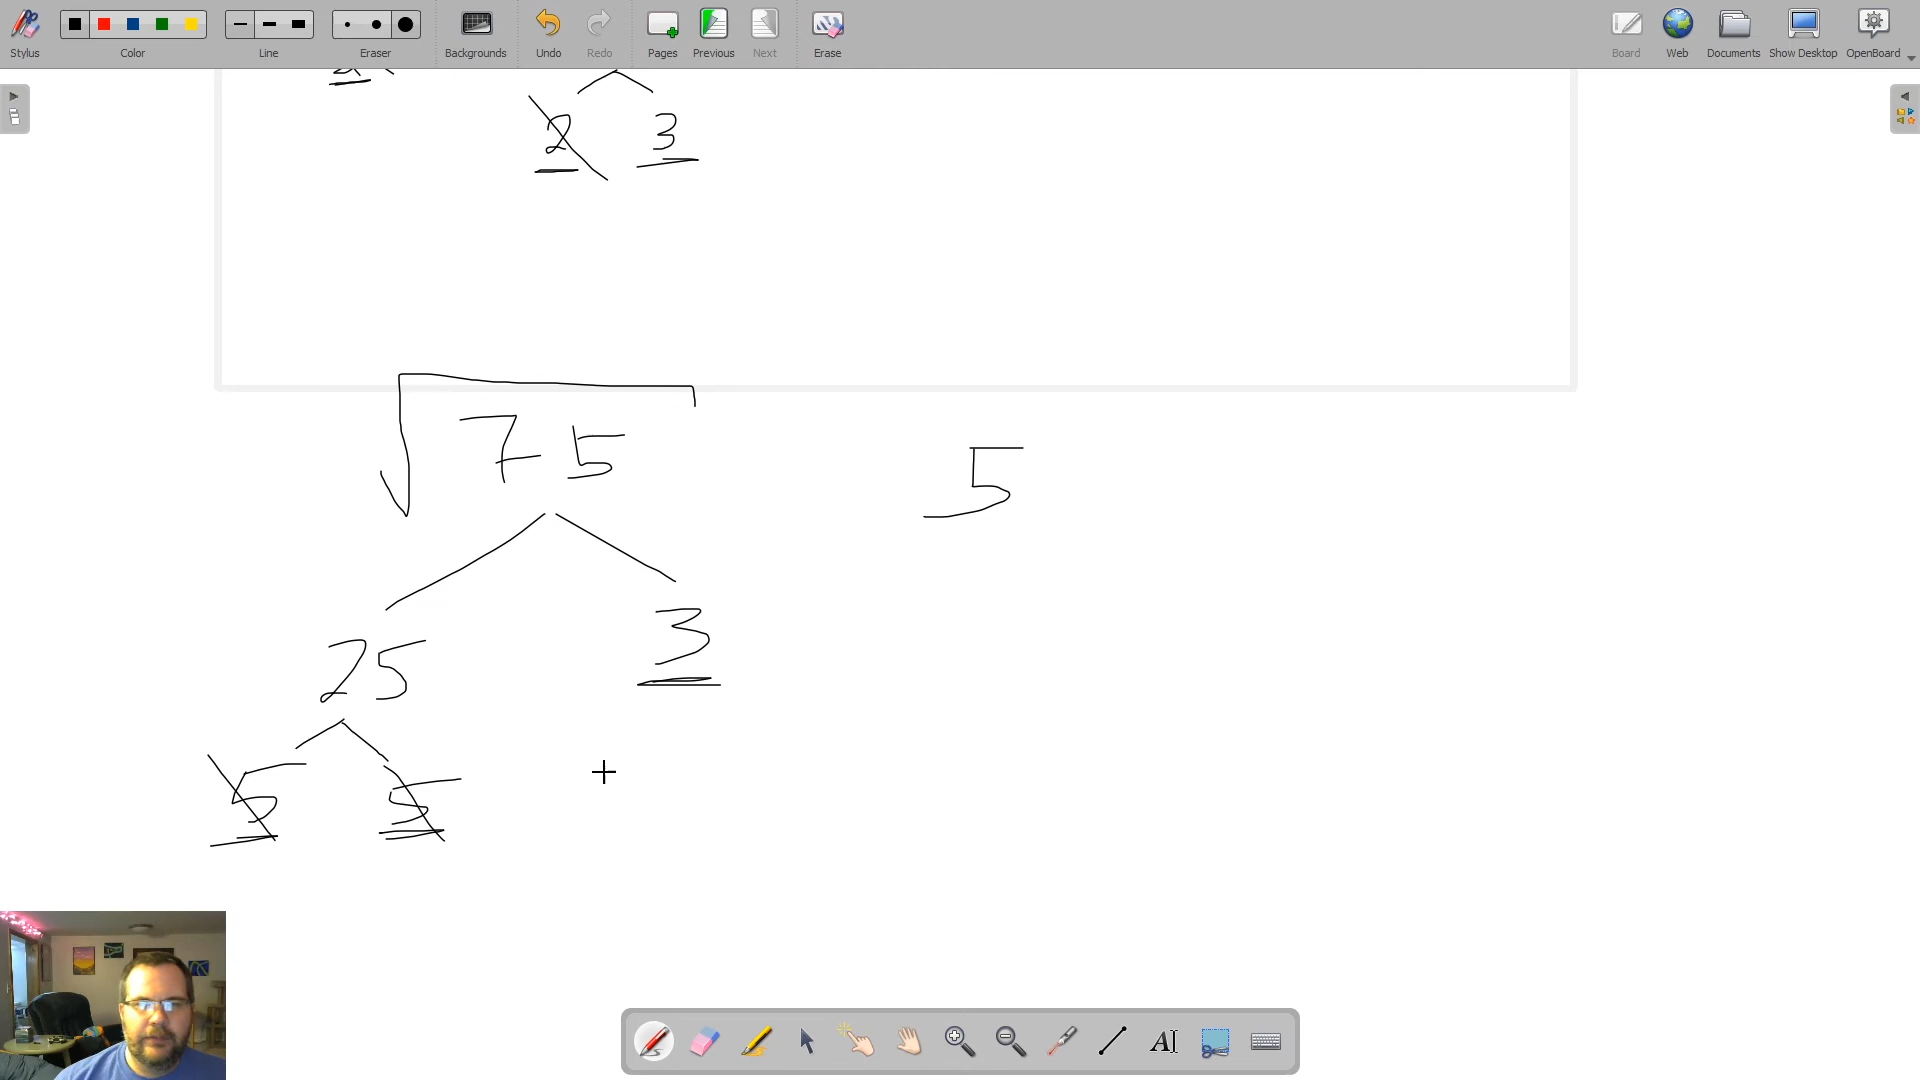 Stylus
Color
Line
Eraser
Backgrounds
Undo
Redo
Pages
Previous
Next
Erase
Board
Web
Documents
Show Desktop
OpenBoard
2 3
√75 5
25 3
5 5
A